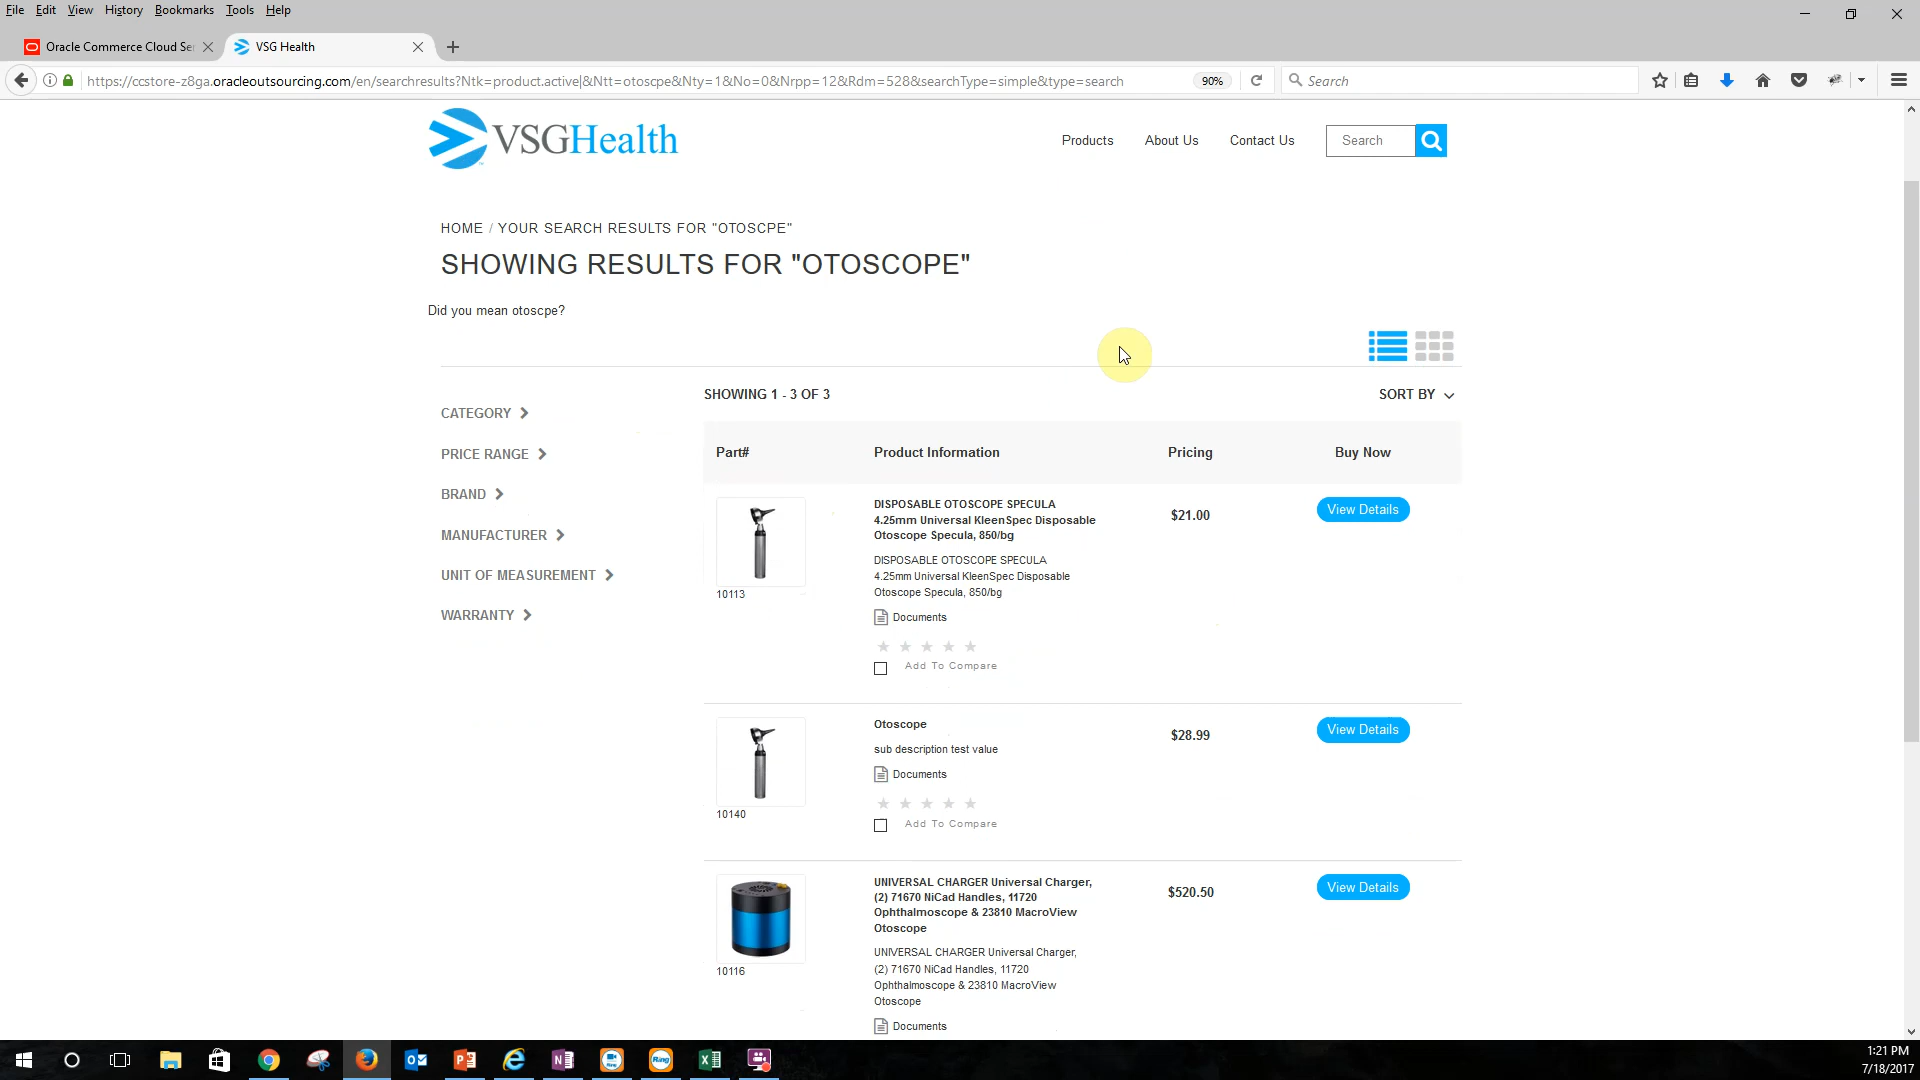 File Edit View History Bookmarks Tools Help
Oracle Commerce Cloud Se
VSG Health
https://ccstore-z8ga.oracleoutsourcing.com/en/searchresults?Ntk=product.active|&Ntt=otoscpe&Nty=1&No=0&Nrpp=12&Rdm=528&searchType=simple&type=search
90%
Search
VSGHealth
Products About Us Contact Us Search
HOME / YOUR SEARCH RESULTS FOR "OTOSCPE"
SHOWING RESULTS FOR "OTOSCOPE"
Did you mean otoscpe?
SHOWING 1 - 3 OF 3
SORT BY
CATEGORY
PRICE RANGE
BRAND
MANUFACTURER
UNIT OF MEASUREMENT
WARRANTY
Part# Product Information Pricing Buy Now
10113
DISPOSABLE OTOSCOPE SPECULA
4.25mm Universal KleenSpec Disposable
Otoscope Specula, 850/bg
DISPOSABLE OTOSCOPE SPECULA
4.25mm Universal KleenSpec Disposable
Otoscope Specula, 850/bg
Documents
Add To Compare
$21.00
View Details
10140
Otoscope
sub description test value
Documents
Add To Compare
$28.99
View Details
10116
UNIVERSAL CHARGER Universal Charger,
(2) 71670 NiCad Handles, 11720
Ophthalmoscope & 23810 MacroView
Otoscope
UNIVERSAL CHARGER Universal Charger,
(2) 71670 NiCad Handles, 11720
Ophthalmoscope & 23810 MacroView
Otoscope
Documents
$520.50
View Details
Ring
1:21 PM
7/18/2017